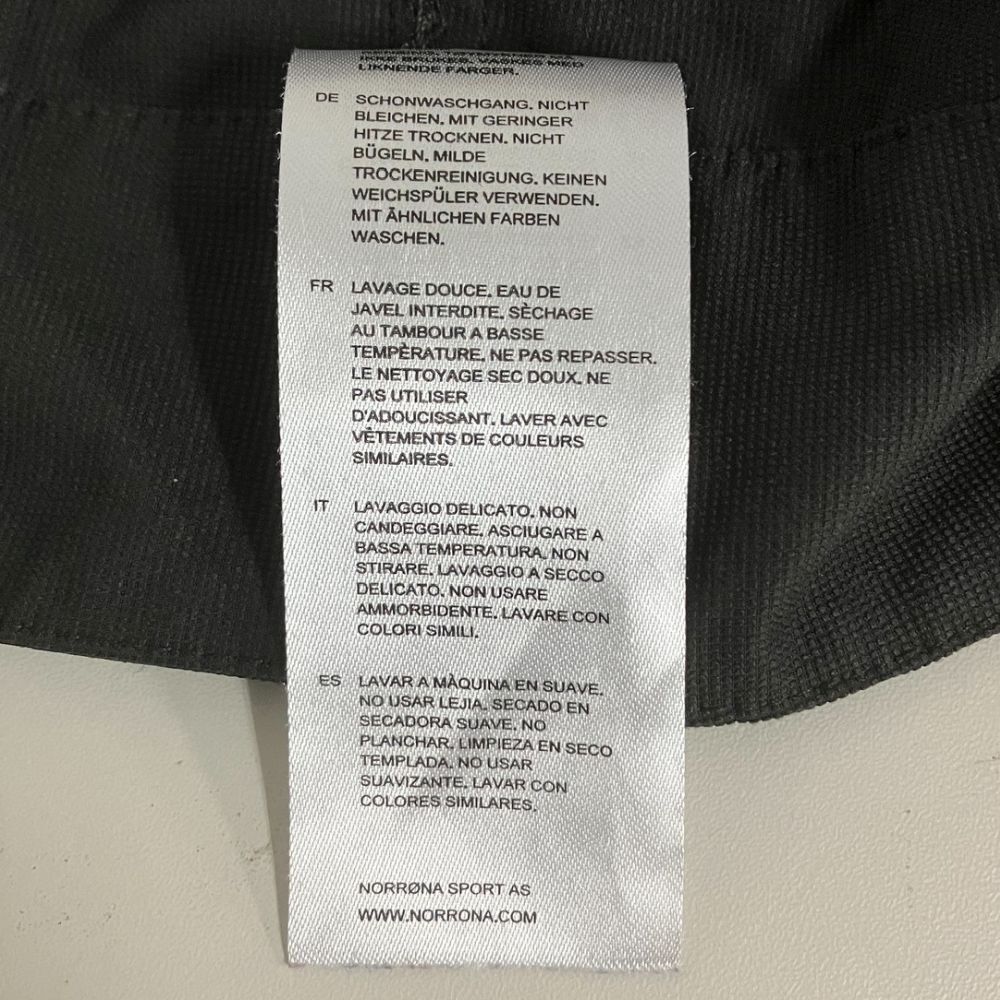 IKKE BRUKES. VASKES MED
LIKNENDE FARGER.
DE SCHONWASCHGANG. NICHT
BLEICHEN. MIT GERINGER
HITZE TROCKNEN. NICHT
BÜGELN. MILDE
TROCKENREINIGUNG. KEINEN
WEICHSPÜLER VERWENDEN.
MIT ÄHNLICHEN FARBEN
WASCHEN.
FR LAVAGE DOUCE. EAU DE
JAVEL INTERDITE. SÈCHAGE
AU TAMBOUR A BASSE
TEMPÈRATURE. NE PAS REPASSER.
LE NETTOYAGE SEC DOUX. NE
PAS UTILISER
D'ADOUCISSANT. LAVER AVEC
VÊTEMENTS DE COULEURS
SIMILAIRES.
IT LAVAGGIO DELICATO. NON
CANDEGGIARE. ASCIUGARE A
BASSA TEMPERATURA. NON
STIRARE. LAVAGGIO A SECCO
DELICATO. NON USARE
AMMORBIDENTE. LAVARE CON
COLORI SIMILI.
ES LAVAR A MÀQUINA EN SUAVE.
NO USAR LEJIA. SECADO EN
SECADORA SUAVE. NO
PLANCHAR. LIMPIEZA EN SECO
TEMPLADA. NO USAR
SUAVIZANTE. LAVAR CON
COLORES SIMILARES.
NORRØNA SPORT AS
WWW.NORRONA.COM